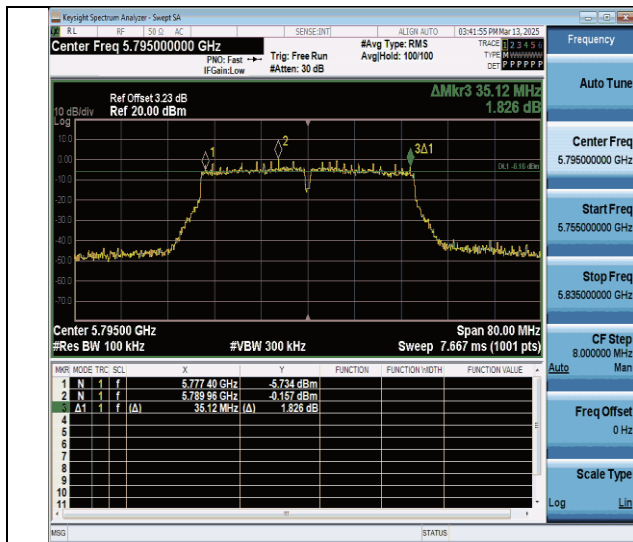 Keysight Spectrum Analyzer - Swept SA
R L RF 50 Ω AC SENSE:INT ALIGN AUTO 03:41:55 PM Mar 13, 2025
Center Freq 5.795000000 GHz
PNO: Fast
IFGain:Low
Trig: Free Run
#Atten: 30 dB
#Avg Type: RMS
Avg|Hold: 100/100
TRACE 1 2 3 4 5 6
TYPE M W W W W W
DET P P P P P P
Frequency
Auto Tune
Center Freq
5.795000000 GHz
Start Freq
5.755000000 GHz
Stop Freq
5.835000000 GHz
CF Step
8.000000 MHz
Auto Man
Freq Offset
0 Hz
Scale Type
Log Lin
10 dB/div
Log
Ref Offset 3.23 dB
Ref 20.00 dBm
ΔMkr3 35.12 MHz
1.826 dB
10.0
0.00
-10.0
-20.0
-30.0
-40.0
-50.0
-60.0
-70.0
1
2
3Δ1
Center 5.79500 GHz Span 80.00 MHz
#Res BW 100 kHz #VBW 300 kHz Sweep 7.667 ms (1001 pts)
MKR MODE TRC SCL X Y FUNCTION FUNCTION WIDTH FUNCTION VALUE
1 N 1 f 5.777 40 GHz -5.734 dBm
2 N 1 f 5.789 96 GHz -0.157 dBm
3 Δ1 1 f (Δ) 35.12 MHz (Δ) 1.826 dB
4
5
6
7
8
9
10
11
MSG STATUS